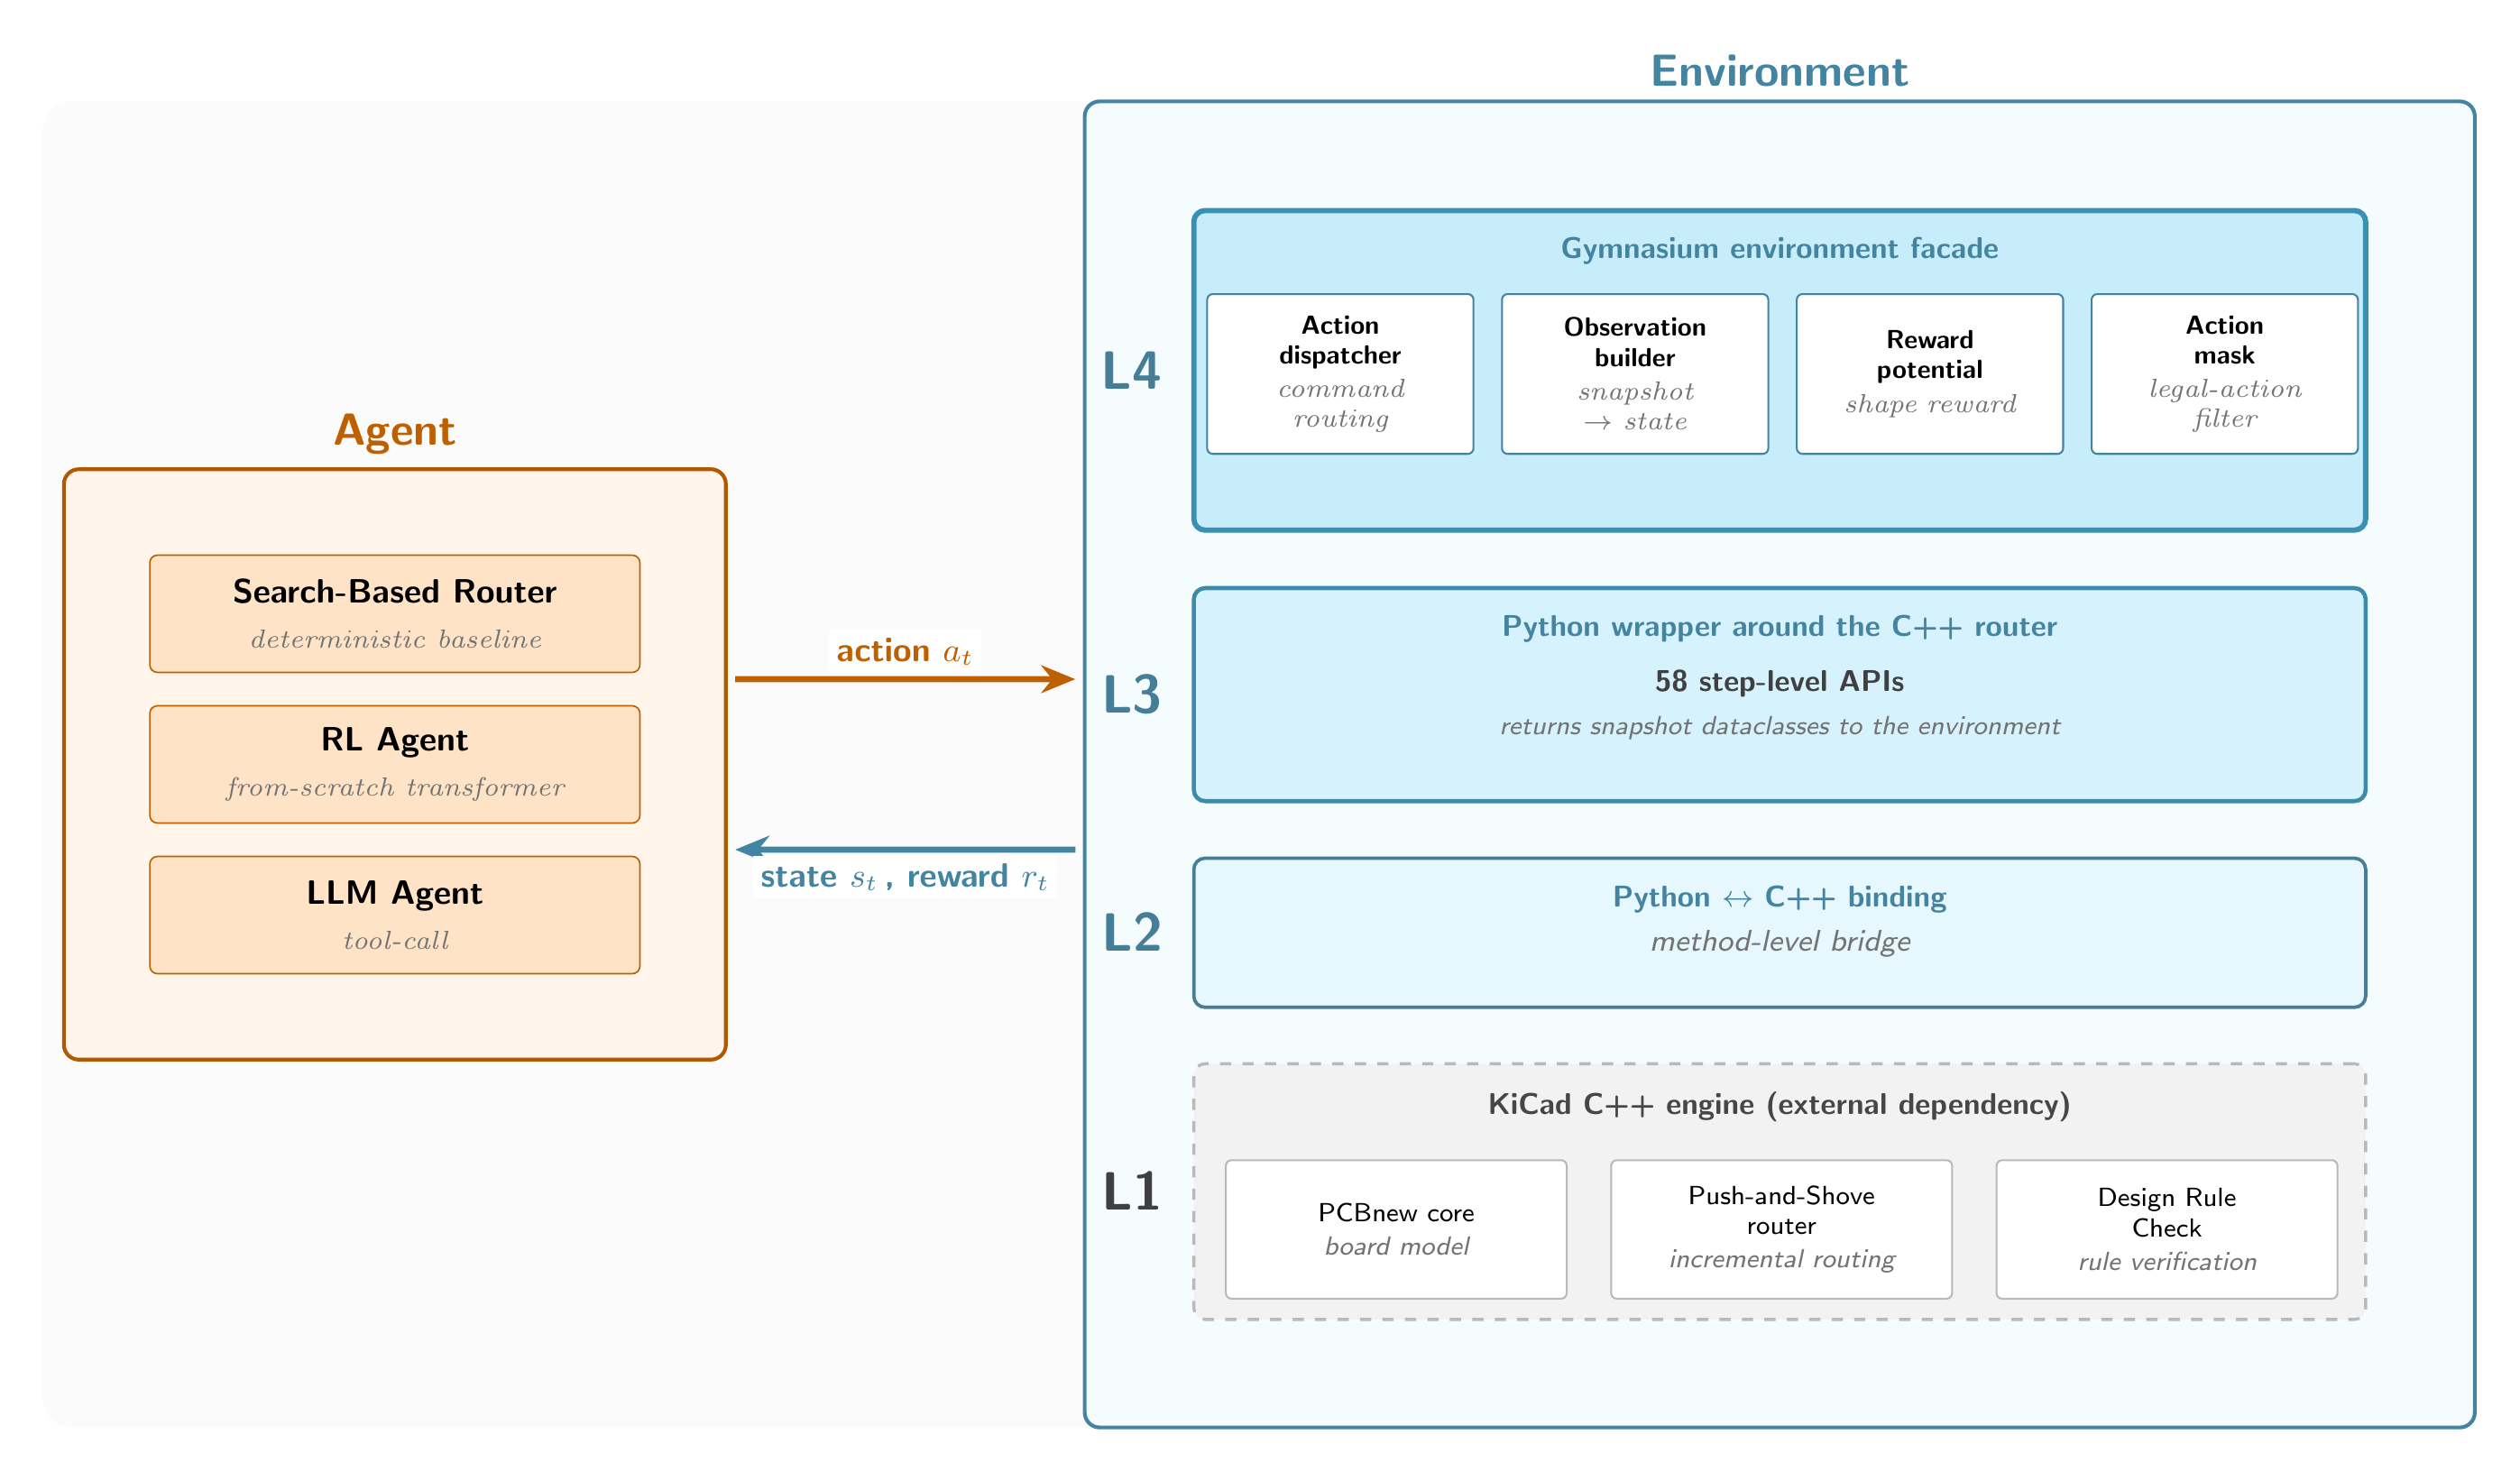 Environment
Agent
Search-Based Router
deterministic baseline
RL Agent
from-scratch transformer
LLM Agent
tool-call
action a_t
state s_t , reward r_t
L4
Gymnasium environment facade
Action
dispatcher
command
routing
Observation
builder
snapshot
→ state
Reward
potential
shape reward
Action
mask
legal-action
filter
L3
Python wrapper around the C++ router
58 step-level APIs
returns snapshot dataclasses to the environment
L2
Python ↔ C++ binding
method-level bridge
L1
KiCad C++ engine (external dependency)
PCBnew core
board model
Push-and-Shove
router
incremental routing
Design Rule
Check
rule verification